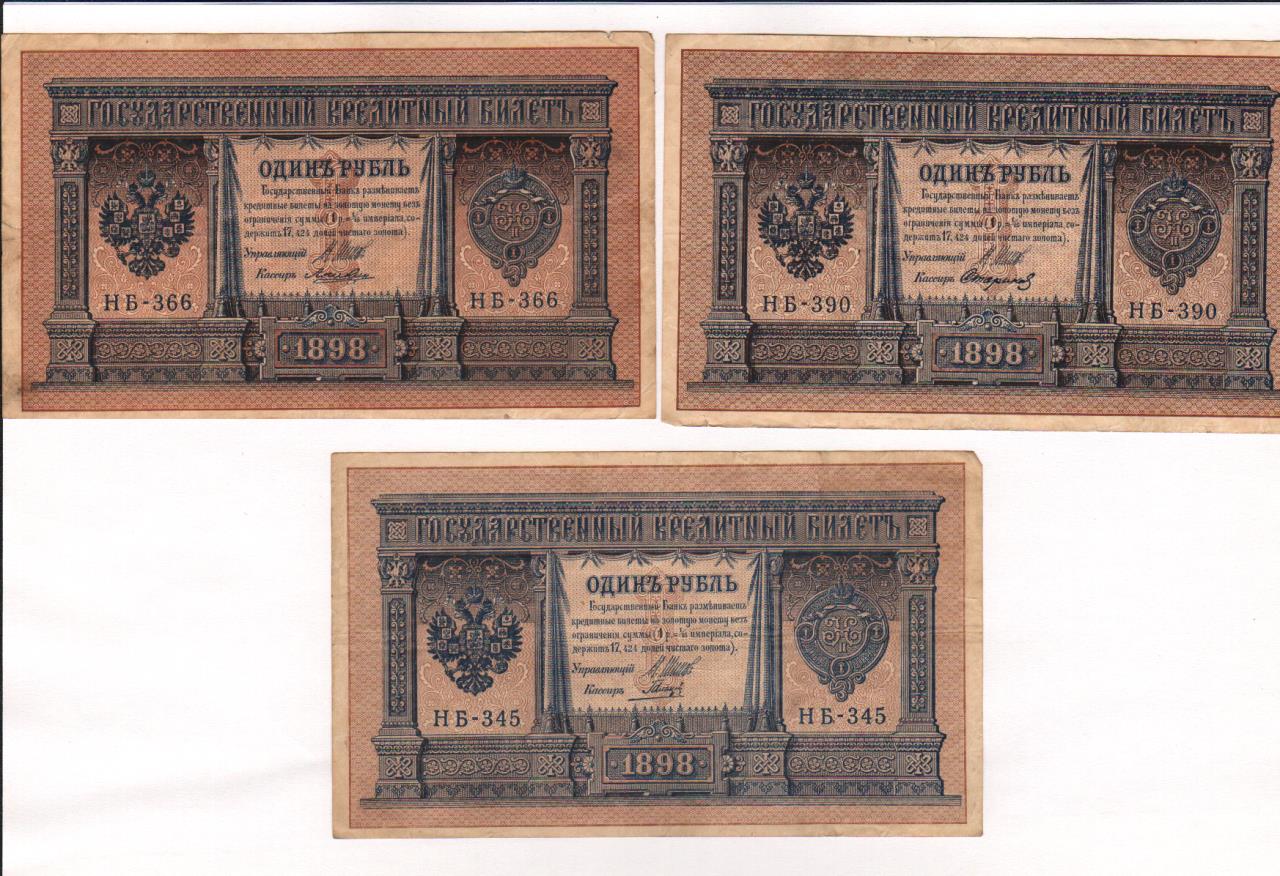 ГОСУДАРСТВЕННЫЙ КРЕДИТНЫЙ БИЛЕТЪ
ОДИНЪ РУБЛЬ
Государственный Банкъ размѣниваетъ
кредитные билеты на золотую монету безъ
ограниченія суммы (1 р.=1/15 имперіала, со-
держитъ 17,424 долей чистаго золота).
Управляющій
Кассиръ
НБ-366
НБ-366
1898
ГОСУДАРСТВЕННЫЙ КРЕДИТНЫЙ БИЛЕТЪ
ОДИНЪ РУБЛЬ
Государственный Банкъ размѣниваетъ
кредитные билеты на золотую монету безъ
ограниченія суммы (1 р.=1/15 имперіала, со-
держитъ 17,424 долей чистаго золота).
Управляющій
Кассиръ
НБ-390
НБ-390
1898
ГОСУДАРСТВЕННЫЙ КРЕДИТНЫЙ БИЛЕТЪ
ОДИНЪ РУБЛЬ
Государственный Банкъ размѣниваетъ
кредитные билеты на золотую монету безъ
ограниченія суммы (1 р.=1/15 имперіала, со-
держитъ 17,424 долей чистаго золота).
Управляющій
Кассиръ
НБ-345
НБ-345
1898